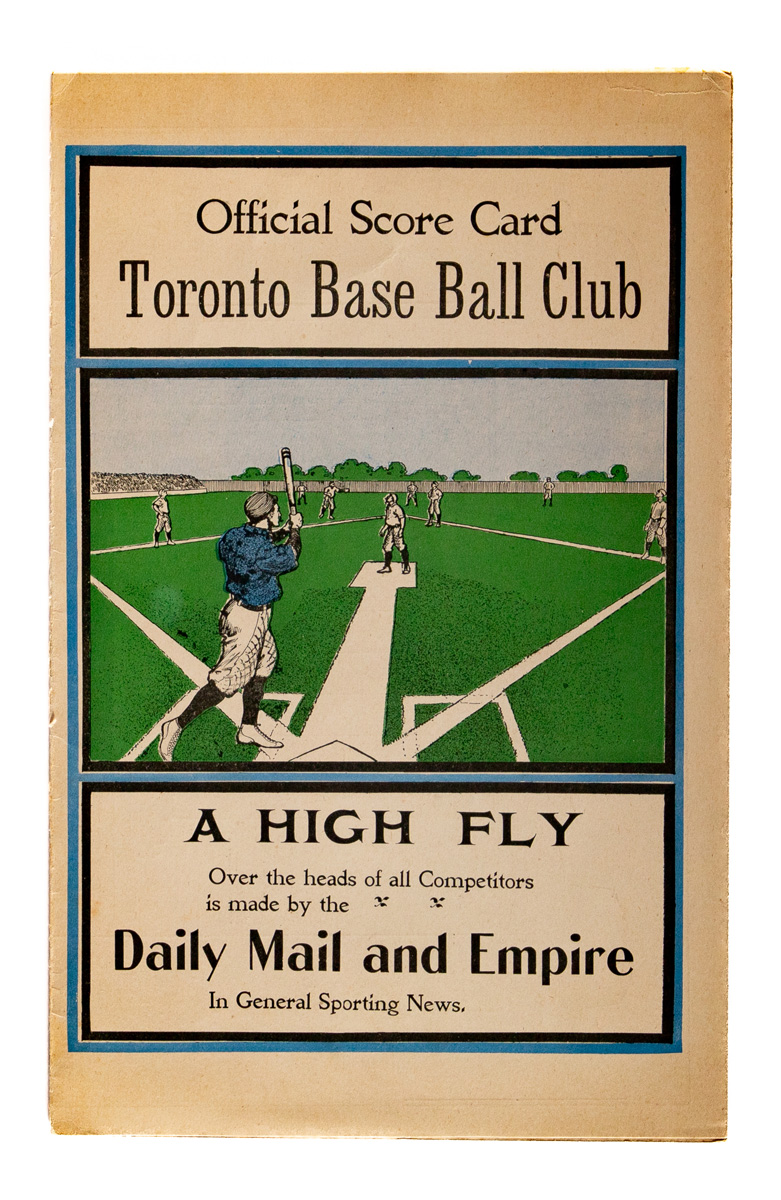 Official Score Card
Toronto Base Ball Club
A HIGH FLY
Over the heads of all Competitors
is made by the
Daily Mail and Empire
In General Sporting News.